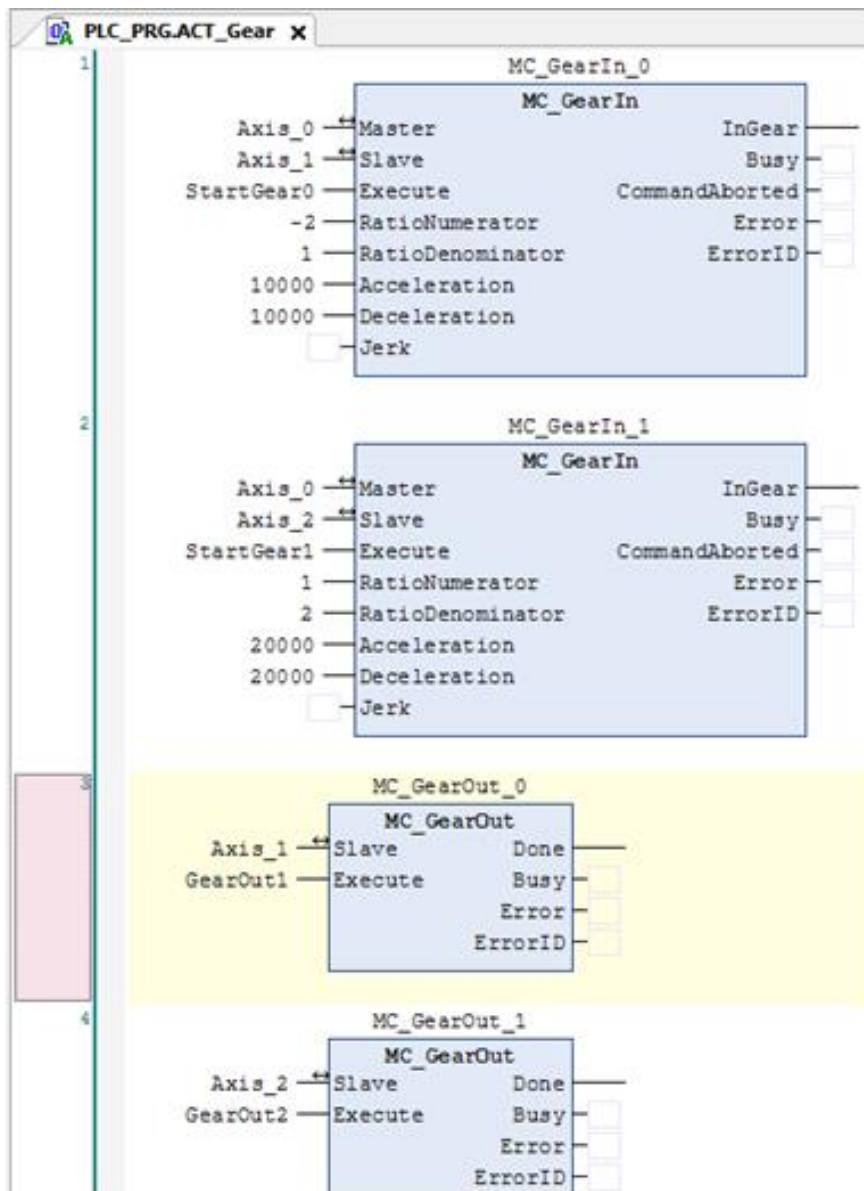 PLC_PRG.ACT_Gear x
1
MC_GearIn_0
MC_GearIn
Axis_0 Master InGear
Axis_1 Slave Busy
StartGear0 Execute CommandAborted
-2 RatioNumerator Error
1 RatioDenominator ErrorID
10000 Acceleration
10000 Deceleration
Jerk
2
MC_GearIn_1
MC_GearIn
Axis_0 Master InGear
Axis_2 Slave Busy
StartGear1 Execute CommandAborted
1 RatioNumerator Error
2 RatioDenominator ErrorID
20000 Acceleration
20000 Deceleration
Jerk
3
MC_GearOut_0
MC_GearOut
Axis_1 Slave Done
GearOut1 Execute Busy
Error
ErrorID
4
MC_GearOut_1
MC_GearOut
Axis_2 Slave Done
GearOut2 Execute Busy
Error
ErrorID